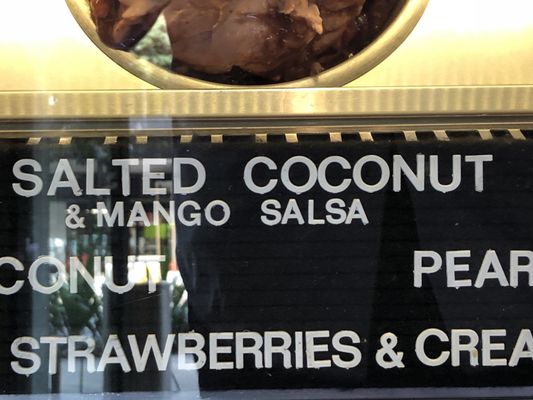 SALTED COCONUT
& MANGO SALSA
CONUT PEAR
STRAWBERRIES & CREA